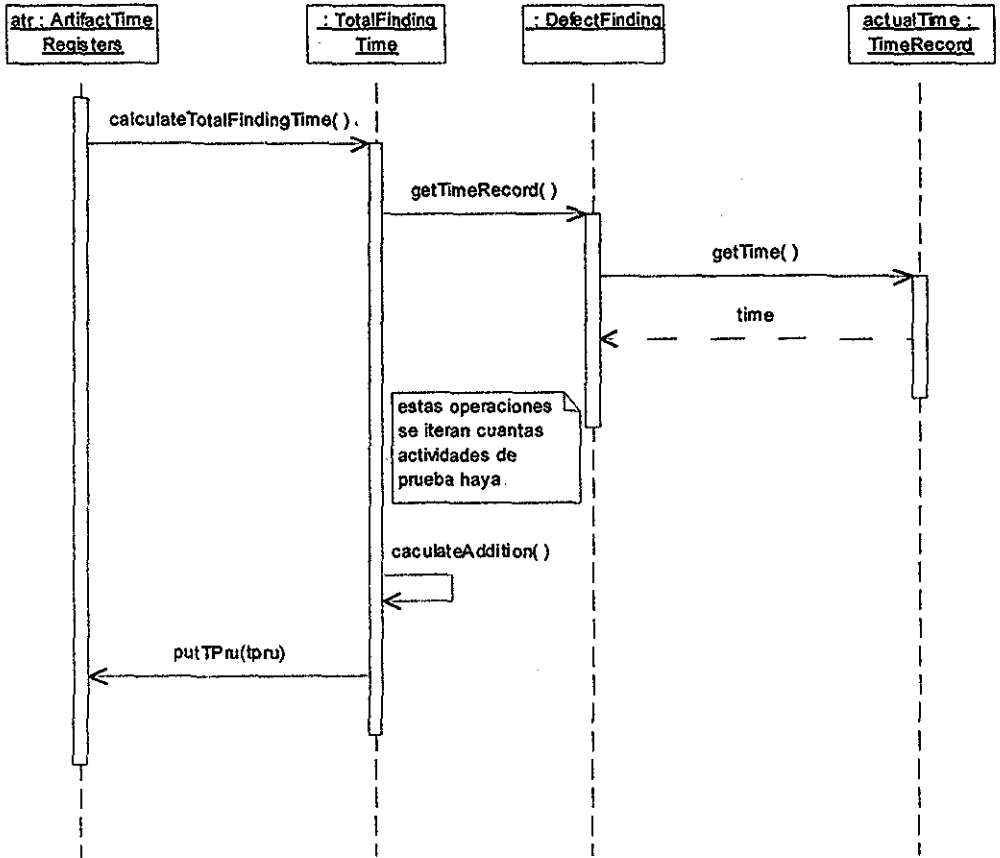 atr : ArtifactTime
Registers
: TotalFinding
Time
: DefectFinding
actualTime :
TimeRecord
calculateTotalFindingTime( ).
getTimeRecord( )
getTime( )
time
estas operaciones
se iteran cuantas
actividades de
prueba haya.
caculateAddition( )
putTPru(tpru)